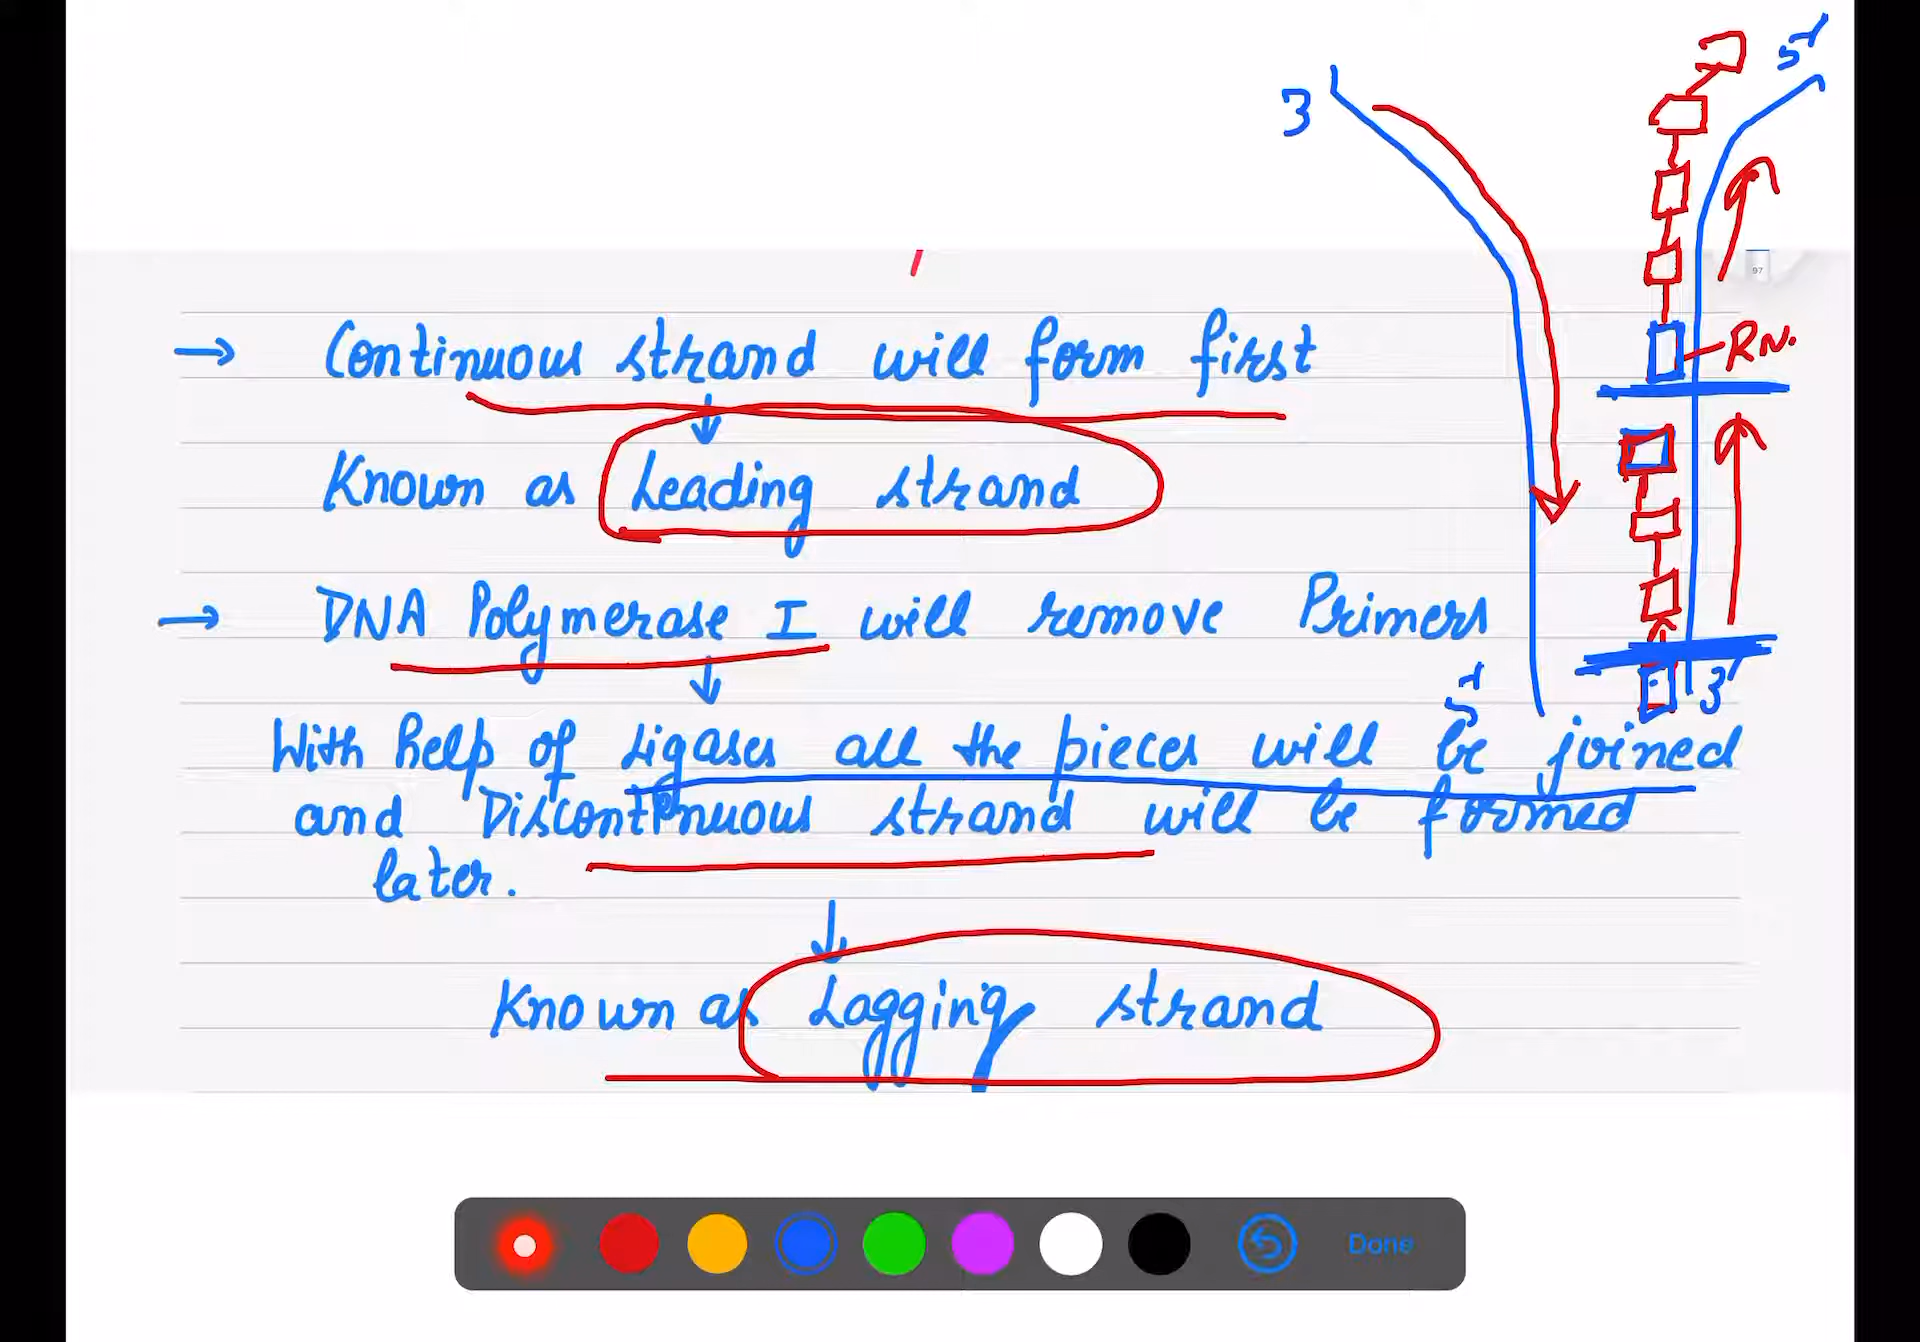 3
5'
97
RN.
→ Continuous strand will form first
Known as Leading strand
→ DNA Polymerase I will remove Primers
3'
5'
With help of Ligases all the pieces will be joined
and Discontinuous strand will be formed
later.
Known as Lagging strand
Done